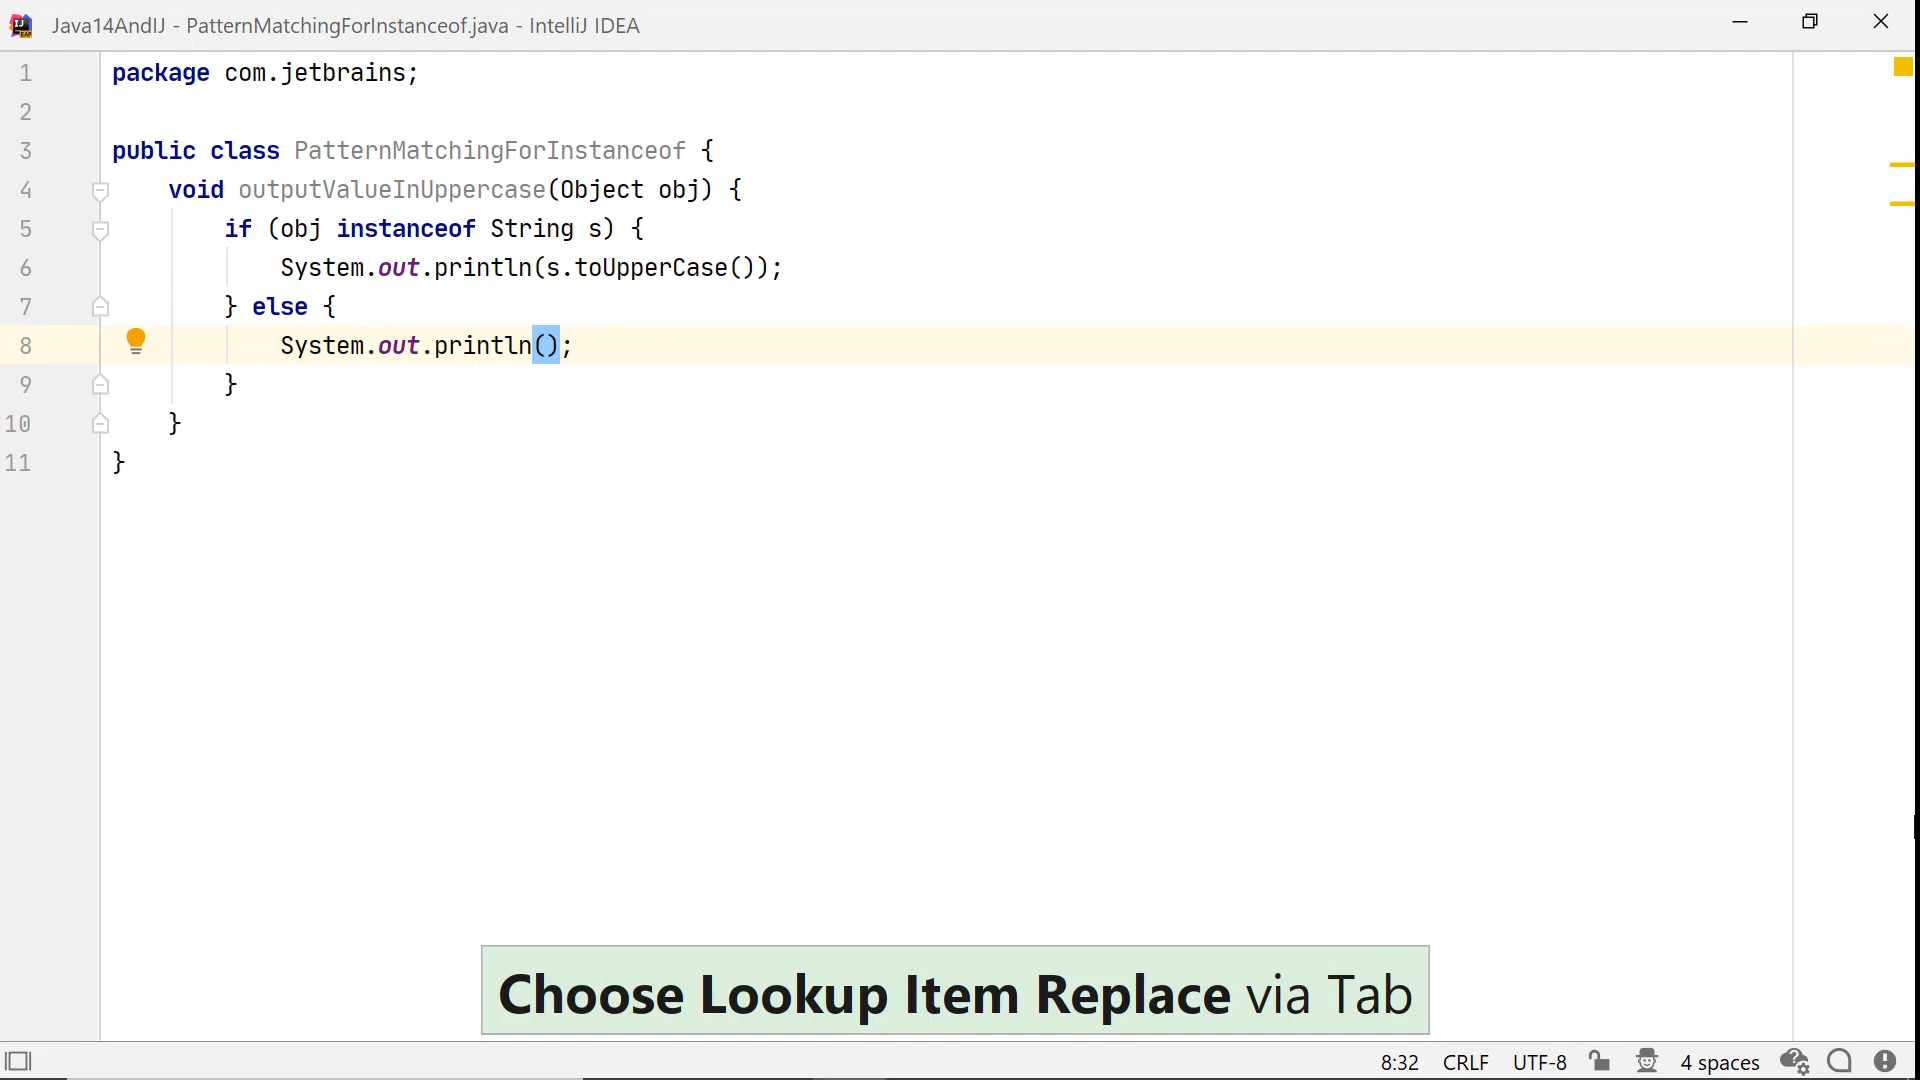 Java14AndIJ - PatternMatchingForInstanceof.java - IntelliJ IDEA
1 package com.jetbrains;
2
3 public class PatternMatchingForInstanceof {
4     void outputValueInUppercase(Object obj) {
5         if (obj instanceof String s) {
6             System.out.println(s.toUpperCase());
7         } else {
8             System.out.println();
9         }
10     }
11 }
Choose Lookup Item Replace via Tab
8:32 CRLF UTF-8 4 spaces